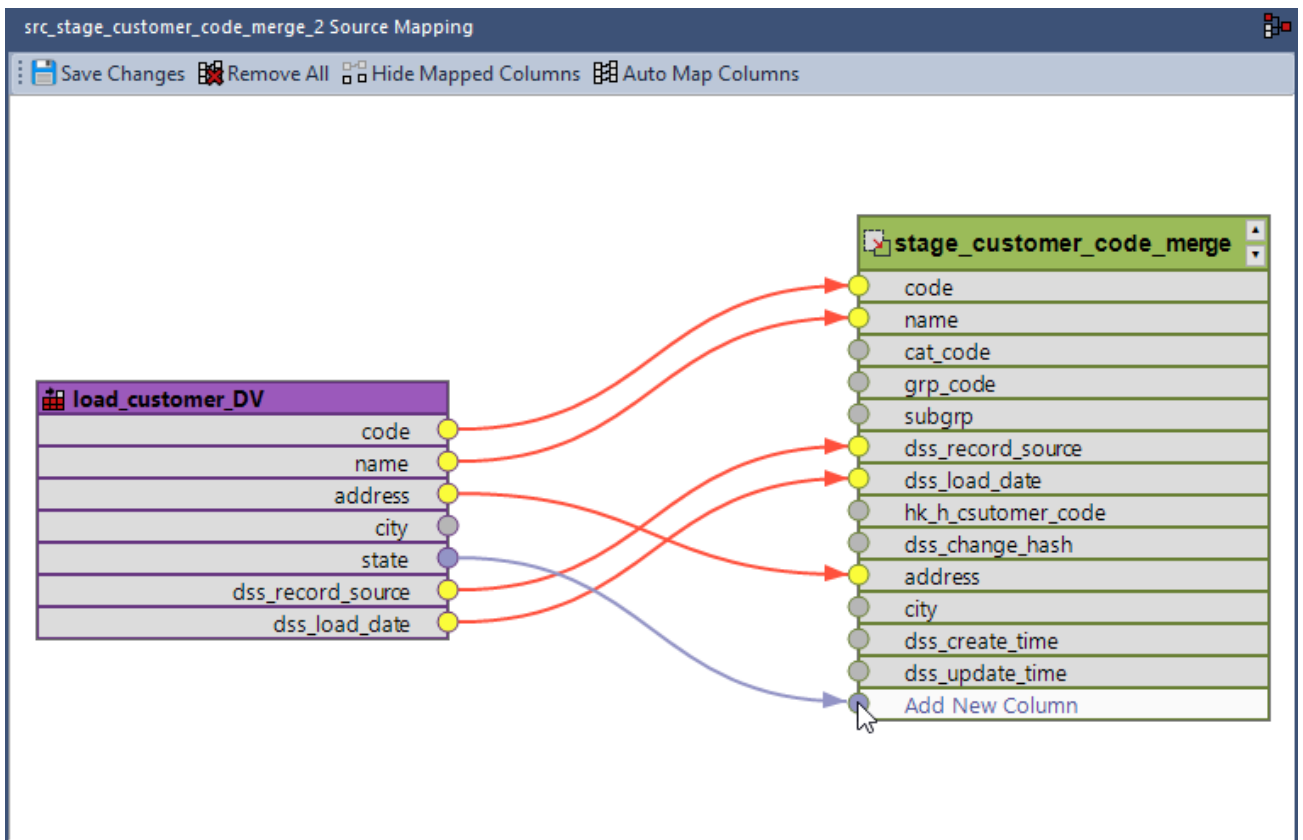 src_stage_customer_code_merge_2 Source Mapping
Save Changes Remove All Hide Mapped Columns Auto Map Columns
load_customer_DV
code
name
address
city
state
dss_record_source
dss_load_date
stage_customer_code_merge
code
name
cat_code
grp_code
subgrp
dss_record_source
dss_load_date
hk_h_csutomer_code
dss_change_hash
address
city
dss_create_time
dss_update_time
Add New Column